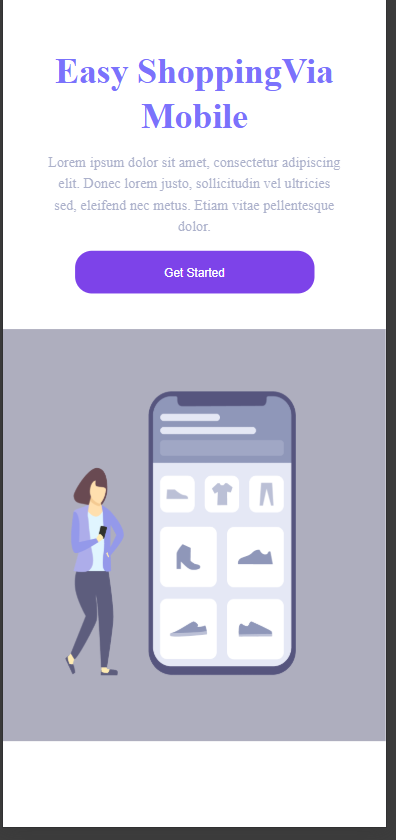 Easy ShoppingVia
Mobile
Lorem ipsum dolor sit amet, consectetur adipiscing
elit. Donec lorem justo, sollicitudin vel ultricies
sed, eleifend nec metus. Etiam vitae pellentesque
dolor.
Get Started